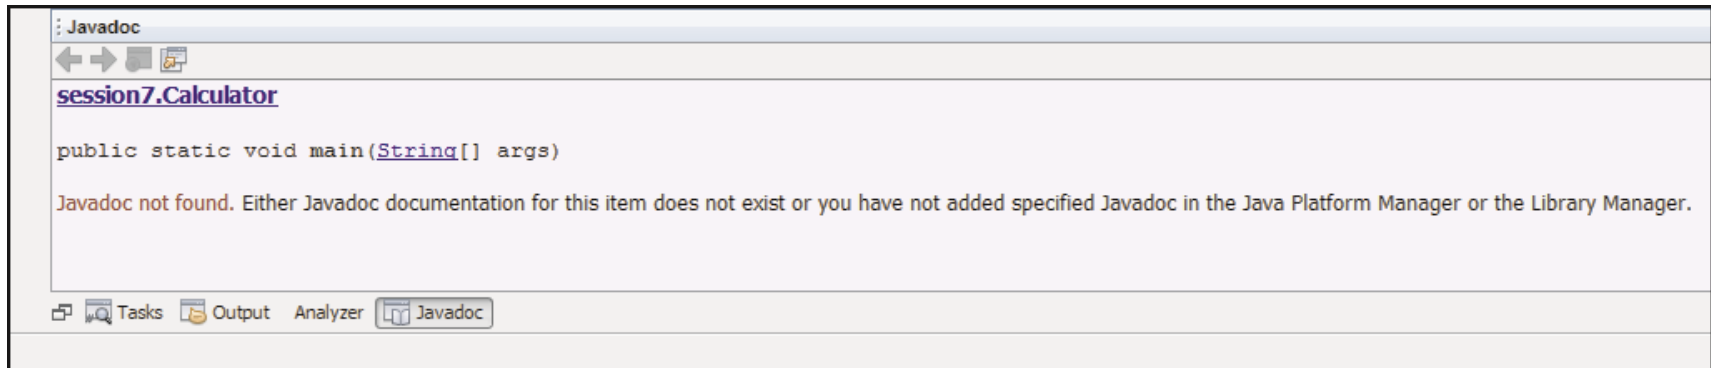 Javadoc
session7.Calculator
public static void main(String[] args)
Javadoc not found. Either Javadoc documentation for this item does not exist or you have not added specified Javadoc in the Java Platform Manager or the Library Manager.
Tasks Output Analyzer Javadoc